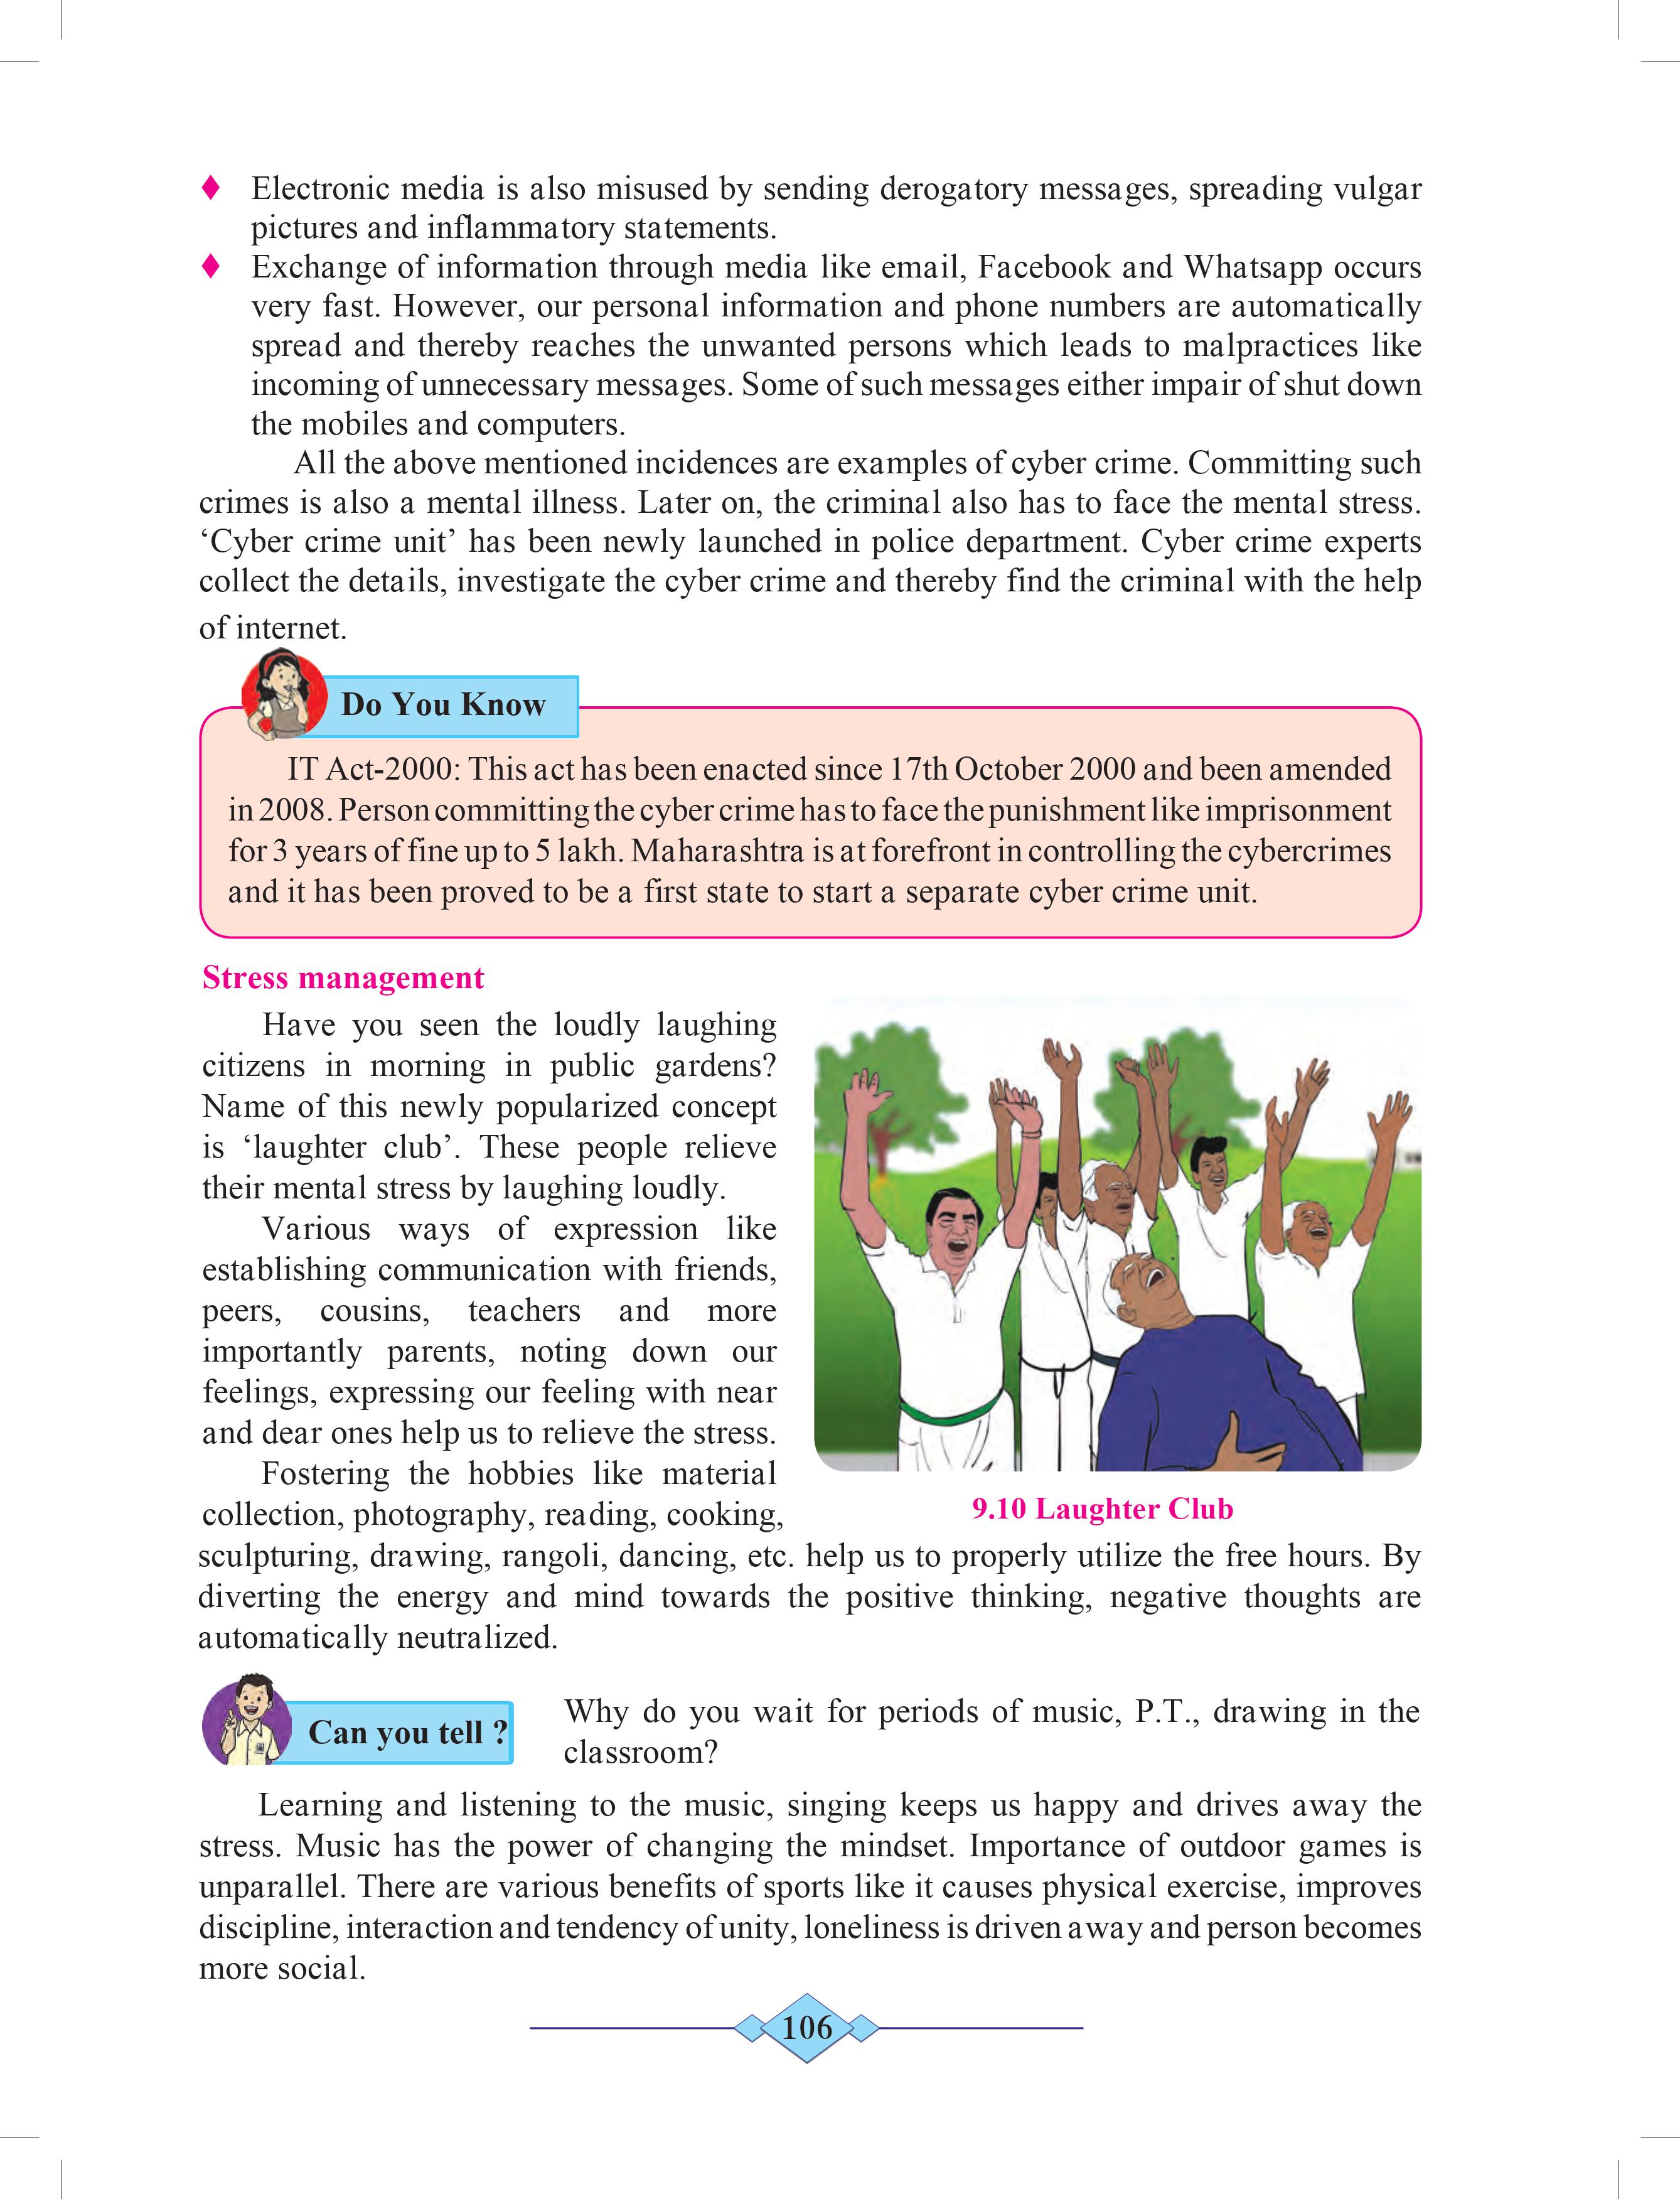 Electronic media is also misused by sending derogatory messages, spreading vulgar
pictures and inflammatory statements.
Exchange of information through media like email, Facebook and Whatsapp occurs
very fast. However, our personal information and phone numbers are automatically
spread and thereby reaches the unwanted persons which leads to malpractices like
incoming of unnecessary messages. Some of such messages either impair of shut down
the mobiles and computers.
All the above mentioned incidences are examples of cyber crime. Committing such
crimes is also a mental illness. Later on, the criminal also has to face the mental stress.
‘Cyber crime unit’ has been newly launched in police department. Cyber crime experts
collect the details, investigate the cyber crime and thereby find the criminal with the help
of internet.
Do You Know
IT Act-2000: This act has been enacted since 17th October 2000 and been amended
in 2008. Person committing the cyber crime has to face the punishment like imprisonment
for 3 years of fine up to 5 lakh. Maharashtra is at forefront in controlling the cybercrimes
and it has been proved to be a first state to start a separate cyber crime unit.
Stress management
Have you seen the loudly laughing
citizens in morning in public gardens?
Name of this newly popularized concept
is ‘laughter club’. These people relieve
their mental stress by laughing loudly.
Various ways of expression like
establishing communication with friends,
peers, cousins, teachers and more
importantly parents, noting down our
feelings, expressing our feeling with near
and dear ones help us to relieve the stress.
Fostering the hobbies like material
collection, photography, reading, cooking,
9.10 Laughter Club
sculpturing, drawing, rangoli, dancing, etc. help us to properly utilize the free hours. By
diverting the energy and mind towards the positive thinking, negative thoughts are
automatically neutralized.
Can you tell ?
Why do you wait for periods of music, P.T., drawing in the
classroom?
Learning and listening to the music, singing keeps us happy and drives away the
stress. Music has the power of changing the mindset. Importance of outdoor games is
unparallel. There are various benefits of sports like it causes physical exercise, improves
discipline, interaction and tendency of unity, loneliness is driven away and person becomes
more social.
106